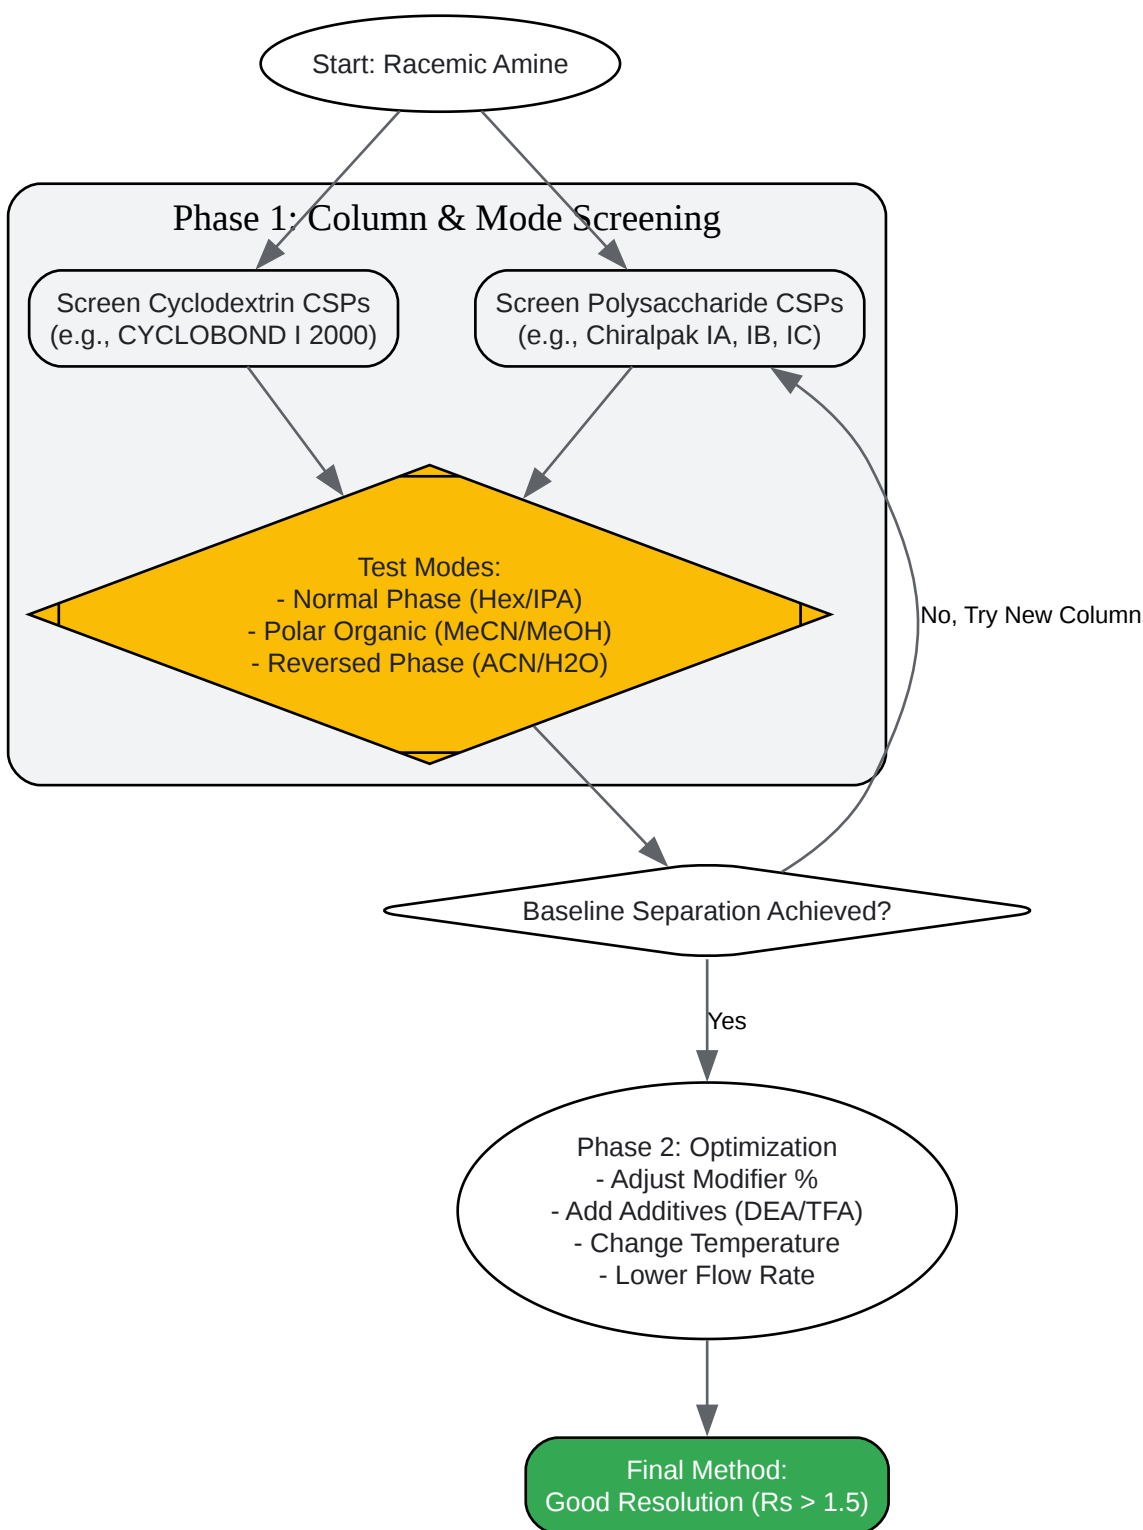 Start: Racemic Amine
Phase 1: Column & Mode Screening
Screen Cyclodextrin CSPs
(e.g., CYCLOBOND I 2000)
Screen Polysaccharide CSPs
(e.g., Chiralpak IA, IB, IC)
Test Modes:
- Normal Phase (Hex/IPA)
- Polar Organic (MeCN/MeOH)
- Reversed Phase (ACN/H2O)
No, Try New Column
Baseline Separation Achieved?
Yes
Phase 2: Optimization
- Adjust Modifier %
- Add Additives (DEA/TFA)
- Change Temperature
- Lower Flow Rate
Final Method:
Good Resolution (Rs > 1.5)